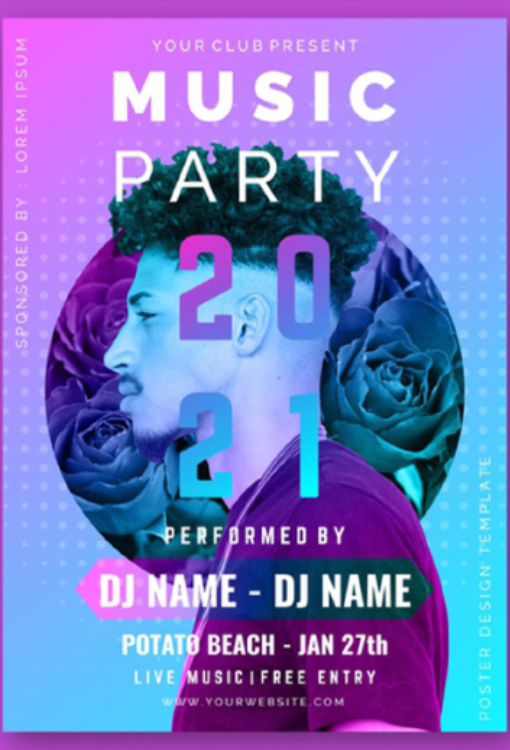 YOUR CLUB PRESENT
MUSIC
PARTY
SPONSORED BY : LOREM IPSUM
20
21
PERFORMED BY
DJ NAME - DJ NAME
POTATO BEACH - JAN 27th
LIVE MUSIC | FREE ENTRY
WWW.YOURWEBSITE.COM
POSTER DESIGN TEMPLATE